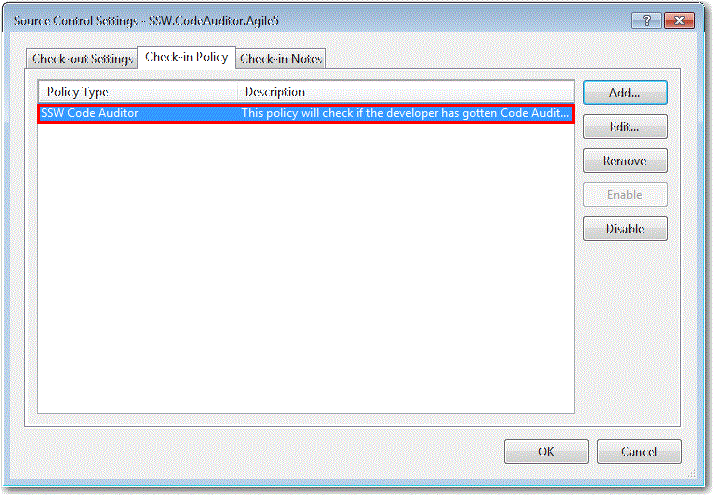 Source Control Settings - SSW.CodeAuditor.Agile5
?
Check-out Settings
Check-in Policy
Check-in Notes
Policy Type
Description
SSW Code Auditor
This policy will check if the developer has gotten Code Audit...
Add...
Edit...
Remove
Enable
Disable
OK
Cancel